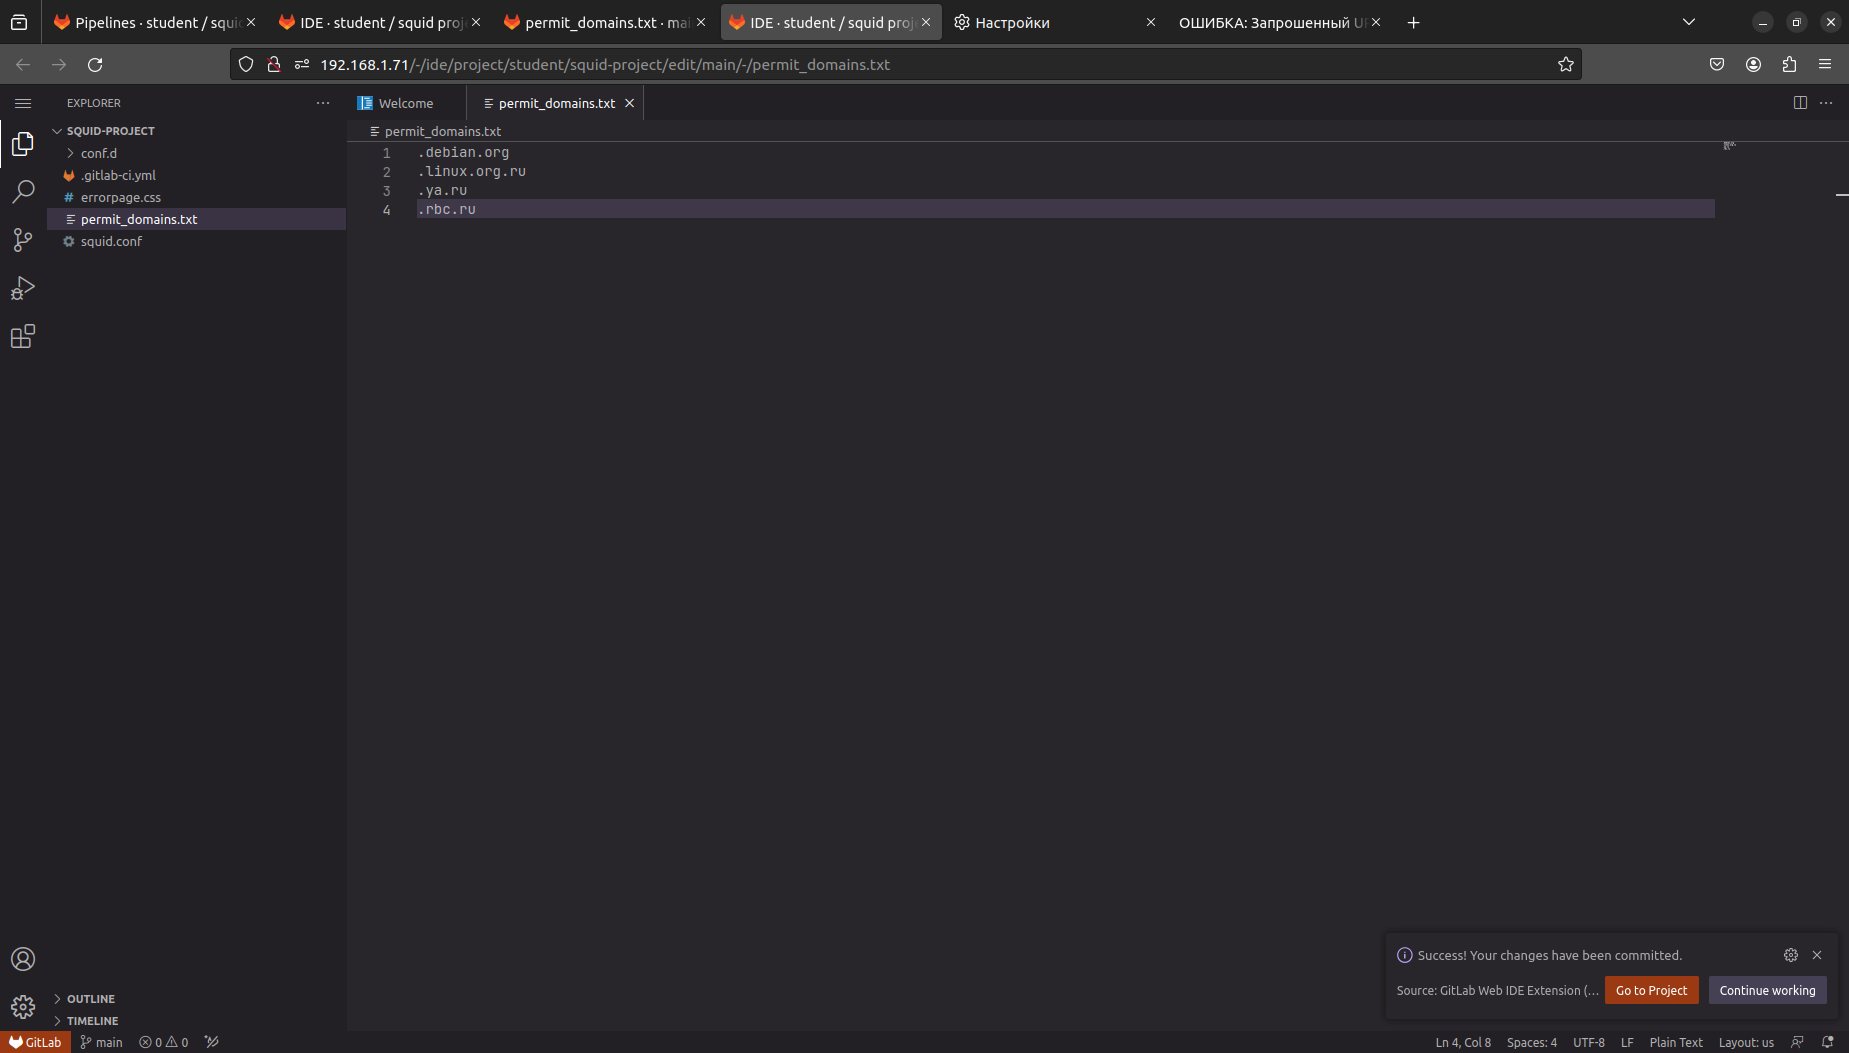 Pipelines · student / squi
IDE · student / squid proj
permit_domains.txt · mai
IDE · student / squid proj
Настройки
ОШИБКА: Запрошенный U
192.168.1.71/-/ide/project/student/squid-project/edit/main/-/permit_domains.txt
EXPLORER
Welcome
permit_domains.txt
SQUID-PROJECT
permit_domains.txt
conf.d
.gitlab-ci.yml
errorpage.css
permit_domains.txt
squid.conf
1 .debian.org
2 .linux.org.ru
3 .ya.ru
4 .rbc.ru
Success! Your changes have been committed.
Source: GitLab Web IDE Extension (...
Go to Project
Continue working
OUTLINE
TIMELINE
GitLab
main
0
0
Ln 4, Col 8
Spaces: 4
UTF-8
LF
Plain Text
Layout: us